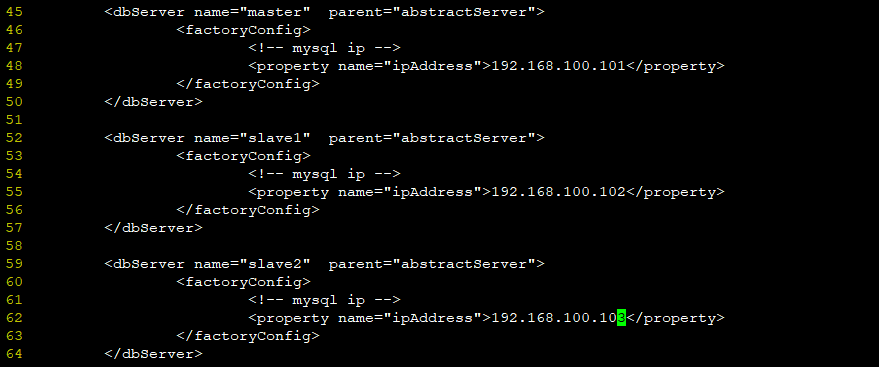 45 <dbServer name="master"  parent="abstractServer">
46 <factoryConfig>
47 <!-- mysql ip -->
48 <property name="ipAddress">192.168.100.101</property>
49 </factoryConfig>
50 </dbServer>
51
52 <dbServer name="slave1"  parent="abstractServer">
53 <factoryConfig>
54 <!-- mysql ip -->
55 <property name="ipAddress">192.168.100.102</property>
56 </factoryConfig>
57 </dbServer>
58
59 <dbServer name="slave2"  parent="abstractServer">
60 <factoryConfig>
61 <!-- mysql ip -->
62 <property name="ipAddress">192.168.100.103</property>
63 </factoryConfig>
64 </dbServer>